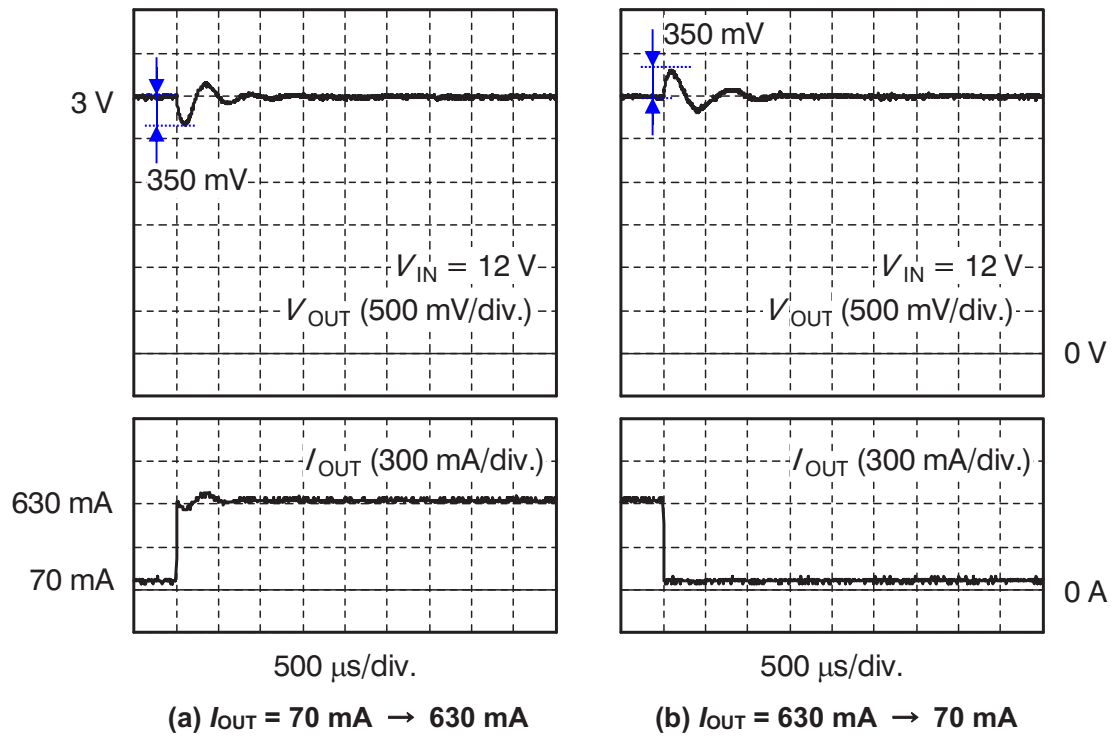 350 mV
3 V
350 mV
V_IN = 12 V
V_OUT (500 mV/div.)
V_IN = 12 V
V_OUT (500 mV/div.)
0 V
I_OUT (300 mA/div.)
630 mA
70 mA
I_OUT (300 mA/div.)
0 A
500 μs/div.
500 μs/div.
(a) I_OUT = 70 mA → 630 mA
(b) I_OUT = 630 mA → 70 mA